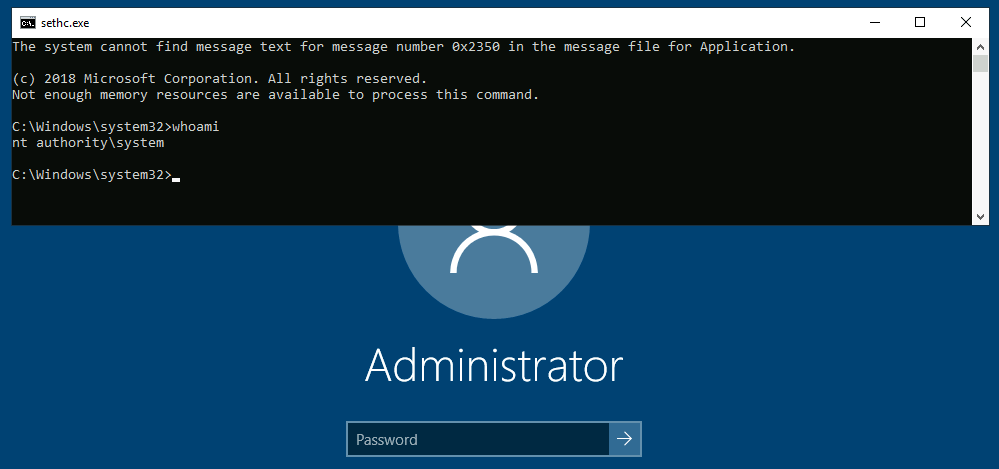 sethc.exe
The system cannot find message text for message number 0x2350 in the message file for Application.
(c) 2018 Microsoft Corporation. All rights reserved.
Not enough memory resources are available to process this command.
C:\Windows\system32>whoami
nt authority\system
C:\Windows\system32>
Administrator
Password